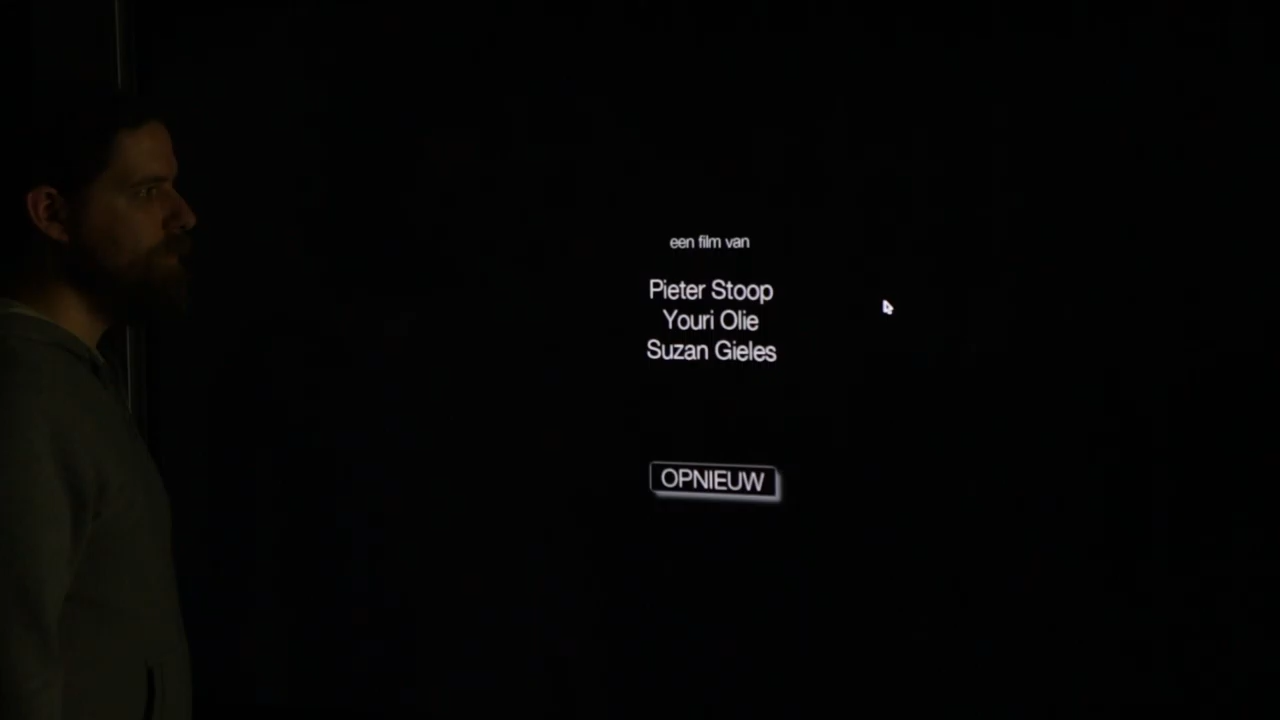 een film van
Pieter Stoop
Youri Olie
Suzan Gieles
OPNIEUW